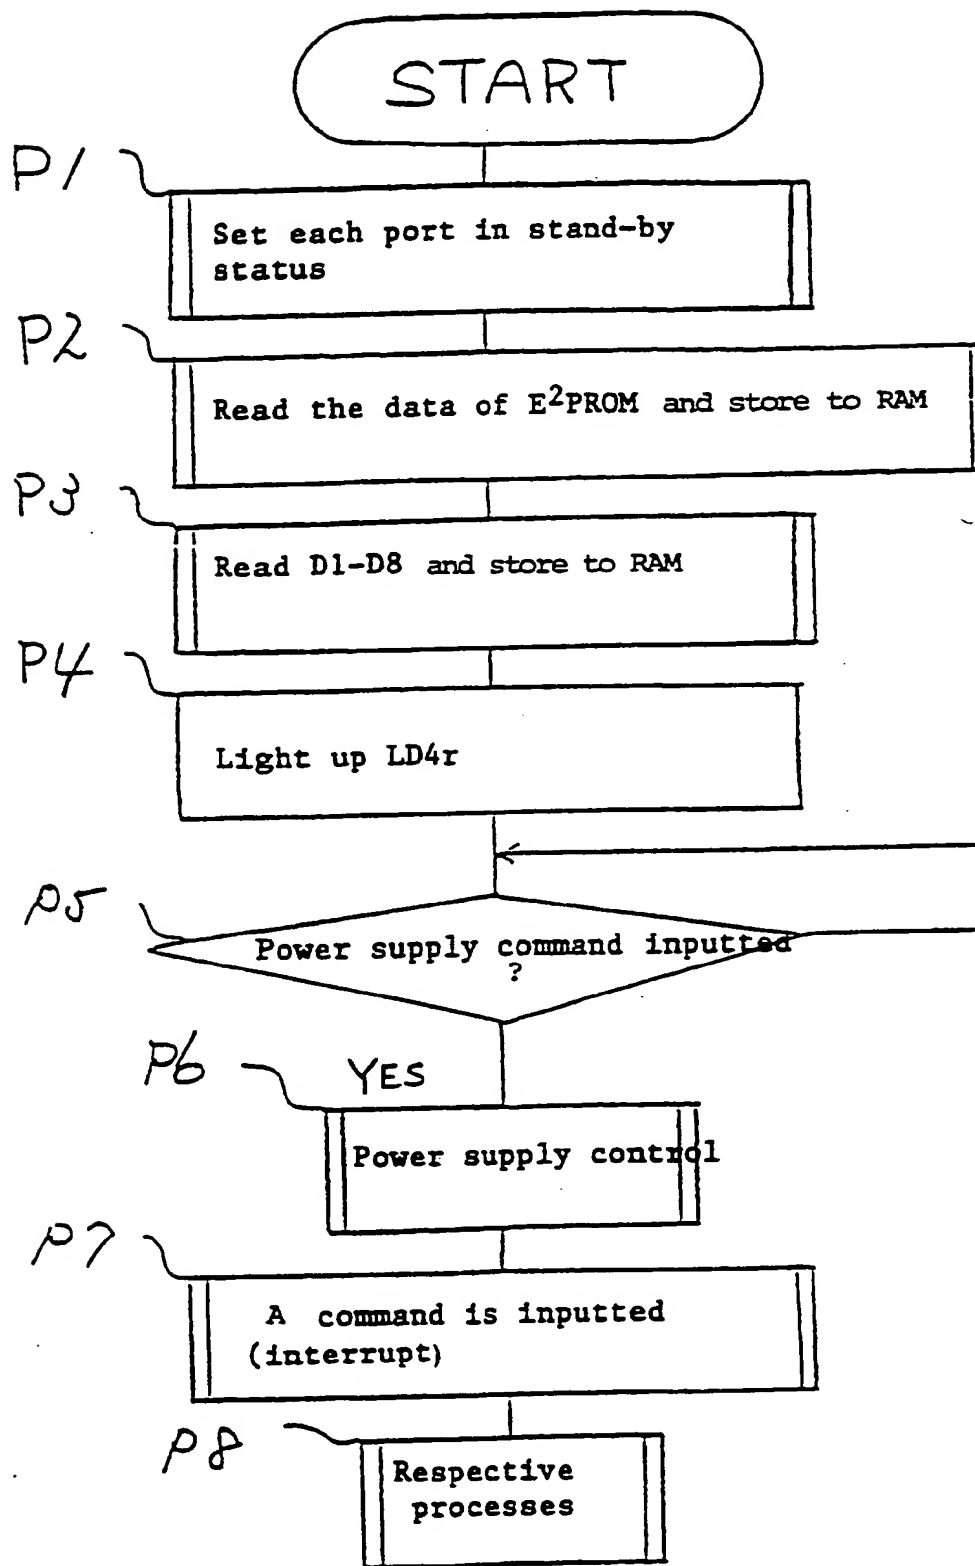 START
P1
Set each port in stand-by
status
P2
Read the data of E²PROM and store to RAM
P3
Read D1-D8 and store to RAM
P4
Light up LD4r
P5
Power supply command inputted
?
P6
YES
Power supply control
P7
A command is inputted
(interrupt)
P8
Respective
processes